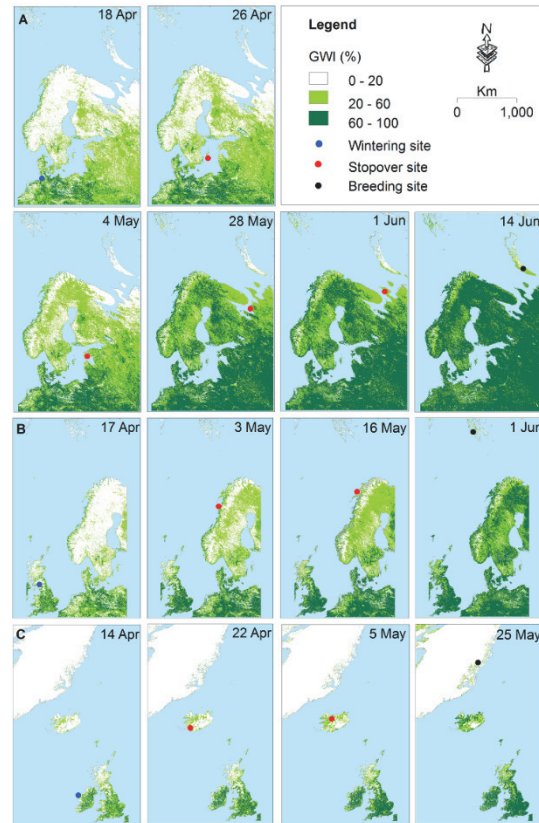 A
18 Apr
26 Apr
Legend
GWI (%)
0 - 20
20 - 60
60 - 100
Wintering site
Stopover site
Breeding site
N
Km
0 1,000
4 May
28 May
1 Jun
14 Jun
B
17 Apr
3 May
16 May
1 Jun
C
14 Apr
22 Apr
5 May
25 May